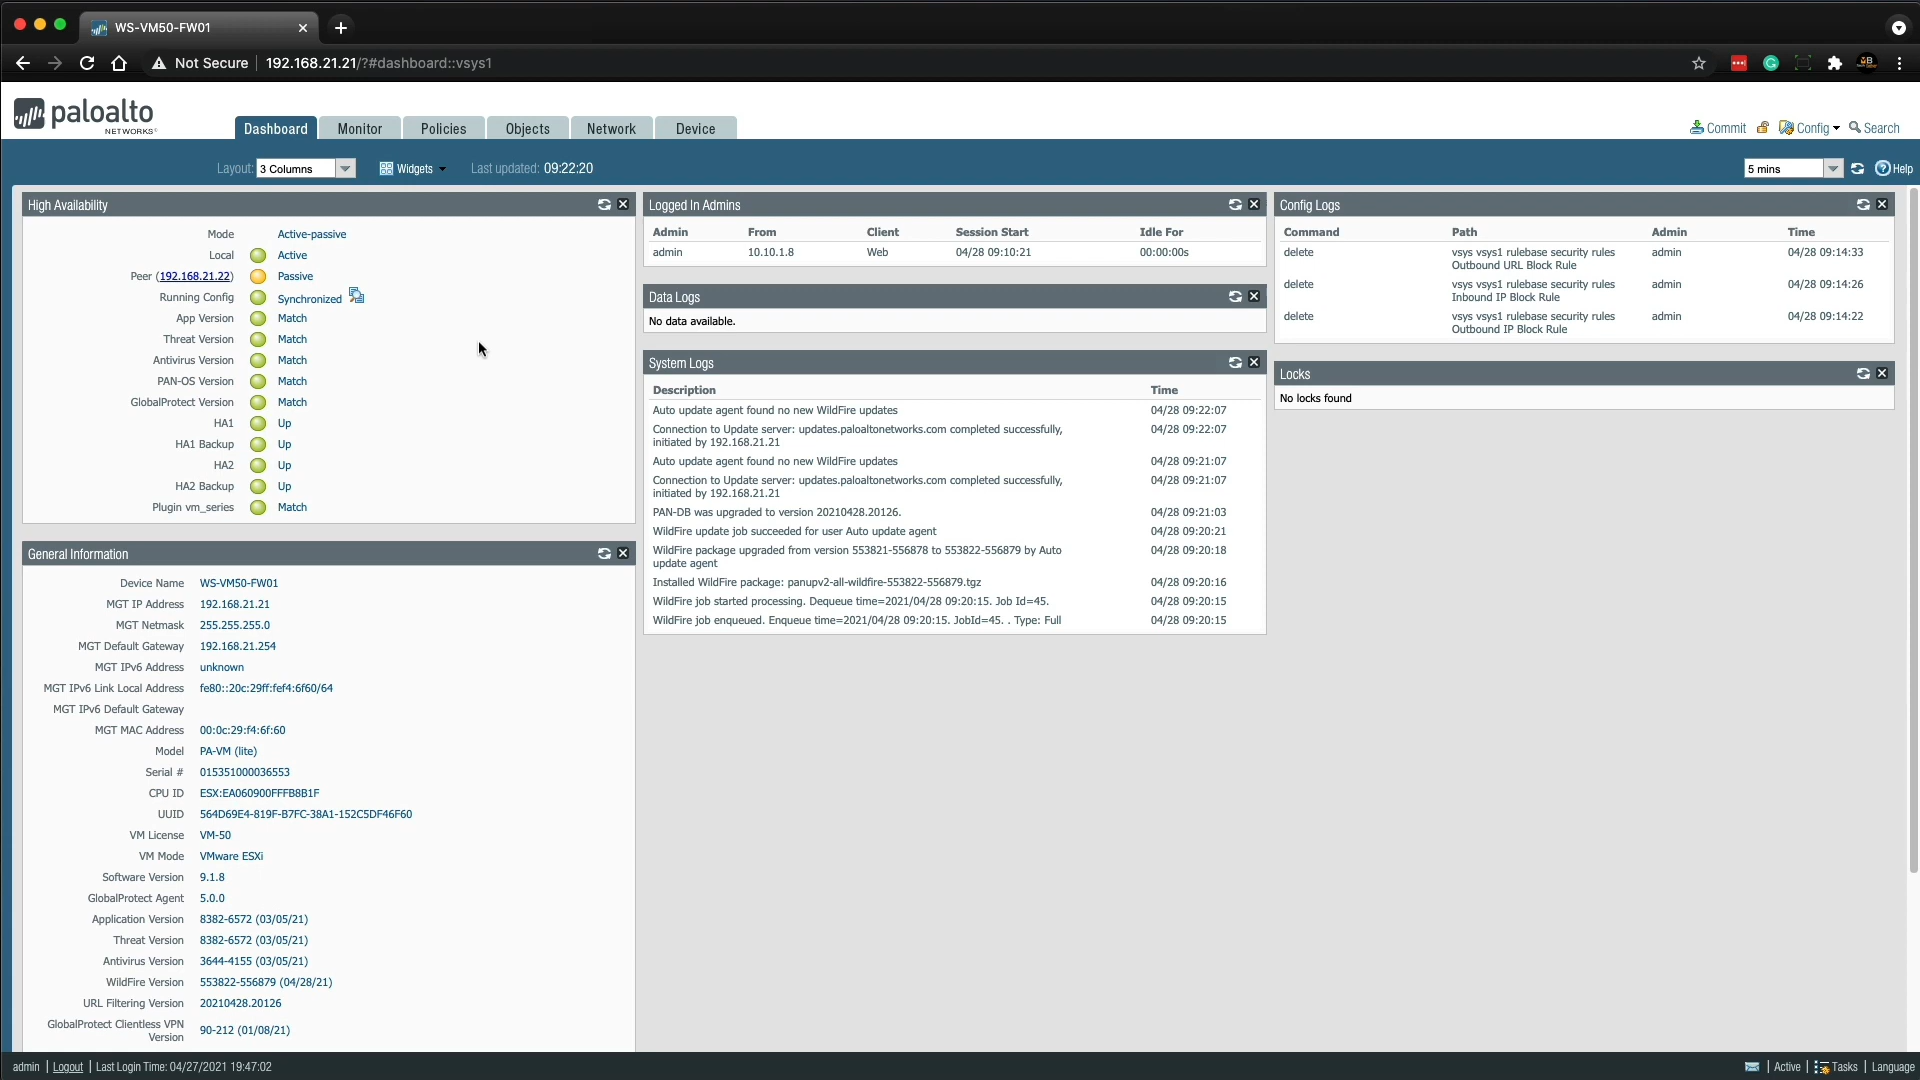 WS-VM50-FW01
Not Secure
192.168.21.21/?#dashboard::vsys1
paloalto
NETWORKS
Dashboard
Monitor
Policies
Objects
Network
Device
Commit
Config
Search
Layout: 3 Columns
Widgets
Last updated: 09:22:20
5 mins
Help
High Availability
Mode Active-passive
Local Active
Peer (192.168.21.22) Passive
Running Config Synchronized
App Version Match
Threat Version Match
Antivirus Version Match
PAN-OS Version Match
GlobalProtect Version Match
HA1 Up
HA1 Backup Up
HA2 Up
HA2 Backup Up
Plugin vm_series Match
General Information
Device Name WS-VM50-FW01
MGT IP Address 192.168.21.21
MGT Netmask 255.255.255.0
MGT Default Gateway 192.168.21.254
MGT IPv6 Address unknown
MGT IPv6 Link Local Address fe80::20c:29ff:fef4:6f60/64
MGT IPv6 Default Gateway
MGT MAC Address 00:0c:29:f4:6f:60
Model PA-VM (lite)
Serial # 015351000036553
CPU ID ESX:EA060900FFFB8B1F
UUID 564D69E4-819F-B7FC-38A1-152C5DF46F60
VM License VM-50
VM Mode VMware ESXi
Software Version 9.1.8
GlobalProtect Agent 5.0.0
Application Version 8382-6572 (03/05/21)
Threat Version 8382-6572 (03/05/21)
Antivirus Version 3644-4155 (03/05/21)
WildFire Version 553822-556879 (04/28/21)
URL Filtering Version 20210428.20126
GlobalProtect Clientless VPN
Version 90-212 (01/08/21)
Logged In Admins
Admin From Client Session Start Idle For
admin 10.10.1.8 Web 04/28 09:10:21 00:00:00s
Data Logs
No data available.
System Logs
Description Time
Auto update agent found no new WildFire updates 04/28 09:22:07
Connection to Update server: updates.paloaltonetworks.com completed successfully, 04/28 09:22:07
initiated by 192.168.21.21
Auto update agent found no new WildFire updates 04/28 09:21:07
Connection to Update server: updates.paloaltonetworks.com completed successfully, 04/28 09:21:07
initiated by 192.168.21.21
PAN-DB was upgraded to version 20210428.20126. 04/28 09:21:03
WildFire update job succeeded for user Auto update agent 04/28 09:20:21
WildFire package upgraded from version 553821-556878 to 553822-556879 by Auto 04/28 09:20:18
update agent
Installed WildFire package: panupv2-all-wildfire-553822-556879.tgz 04/28 09:20:16
WildFire job started processing. Dequeue time=2021/04/28 09:20:15. Job Id=45. 04/28 09:20:15
WildFire job enqueued. Enqueue time=2021/04/28 09:20:15. JobId=45. . Type: Full 04/28 09:20:15
Config Logs
Command Path Admin Time
delete vsys vsys1 rulebase security rules admin 04/28 09:14:33
Outbound URL Block Rule
delete vsys vsys1 rulebase security rules admin 04/28 09:14:26
Inbound IP Block Rule
delete vsys vsys1 rulebase security rules admin 04/28 09:14:22
Outbound IP Block Rule
Locks
No locks found
admin | Logout | Last Login Time: 04/27/2021 19:47:02
| Active | Tasks | Language